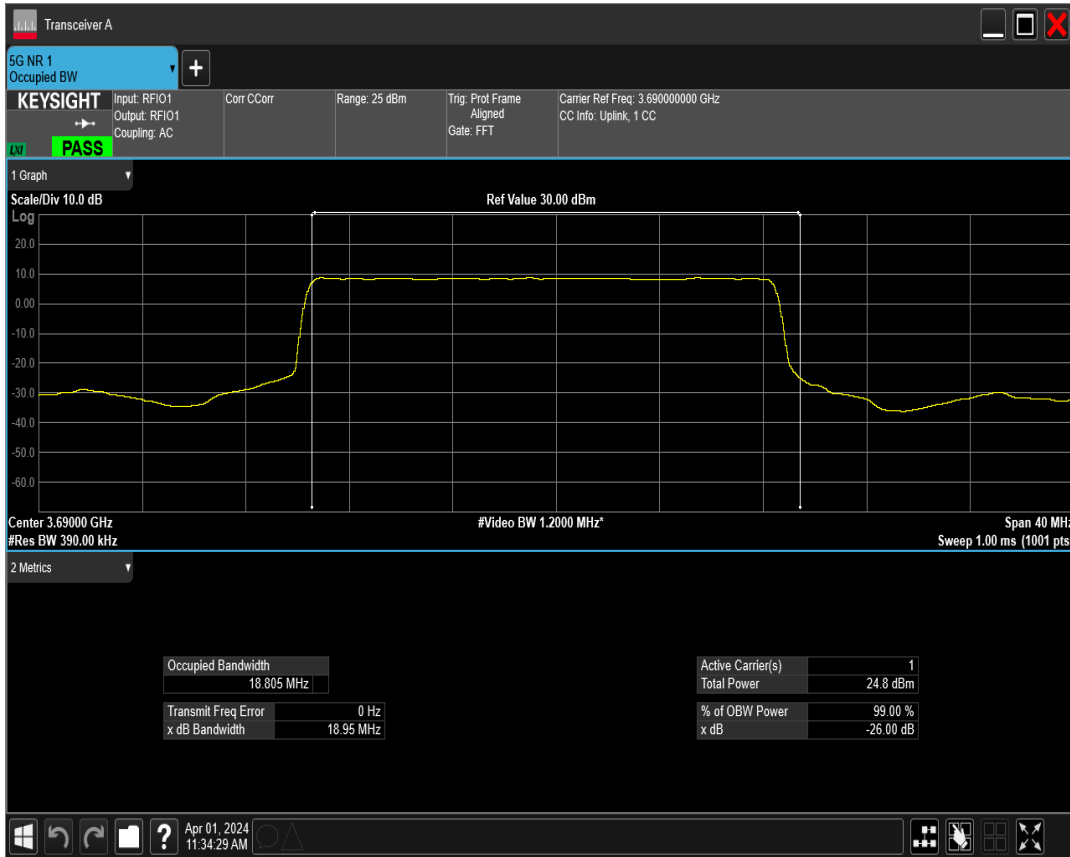 Transceiver A
5G NR 1
Occupied BW
+
KEYSIGHT
LXI
PASS
Input: RFIO1
Output: RFIO1
Coupling: AC
Corr CCorr
Range: 25 dBm
Trig: Prot Frame
Aligned
Gate: FFT
Carrier Ref Freq: 3.690000000 GHz
CC Info: Uplink, 1 CC
1 Graph
Scale/Div 10.0 dB
Ref Value 30.00 dBm
Log
20.0
10.0
0.00
-10.0
-20.0
-30.0
-40.0
-50.0
-60.0
Center 3.69000 GHz
#Video BW 1.2000 MHz*
Span 40 MHz
#Res BW 390.00 kHz
Sweep 1.00 ms (1001 pts
2 Metrics
Occupied Bandwidth
18.805 MHz
Transmit Freq Error 0 Hz
x dB Bandwidth 18.95 MHz
Active Carrier(s) 1
Total Power 24.8 dBm
% of OBW Power 99.00 %
x dB -26.00 dB
?
Apr 01, 2024
11:34:29 AM